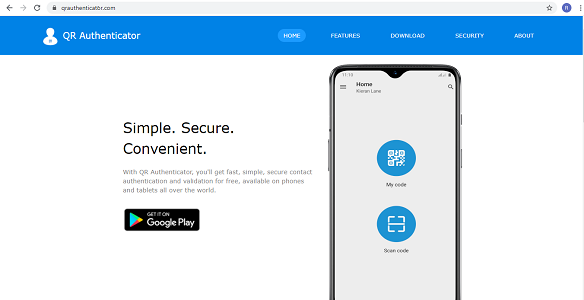 qrauthenticator.com
R
QR Authenticator
HOME
FEATURES
DOWNLOAD
SECURITY
ABOUT
Simple. Secure.
Convenient.
With QR Authenticator, you'll get fast, simple, secure contact
authentication and validation for free, available on phones
and tablets all over the world.
GET IT ON
Google Play
11:10
Home
Kieran Lane
My code
Scan code